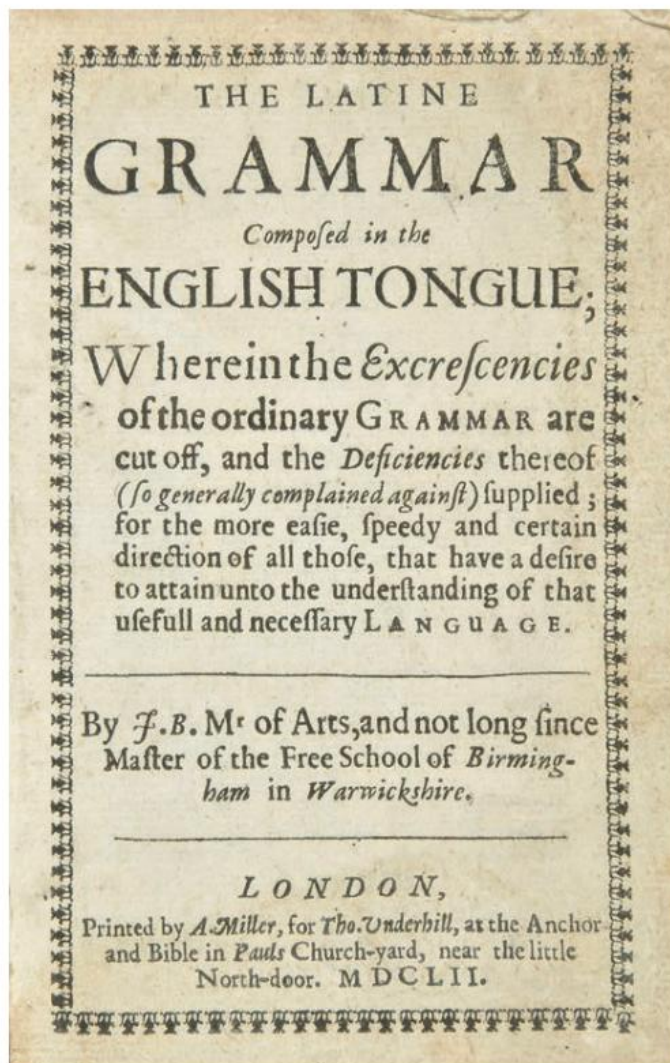 THE LATINE
GRAMMAR
Compoſed in the
ENGLISH TONGUE;
Wherein the Excreſcencies
of the ordinary GRAMMAR are
cut off, and the Deficiencies thereof
(ſo generally complained againſt) ſupplied;
for the more eaſie, ſpeedy and certain
direction of all thoſe, that have a deſire
to attain unto the underſtanding of that
uſefull and neceſſary LANGUAGE.
By J.B. Mr of Arts, and not long ſince
Maſter of the Free School of Birming-
ham in Warwickſhire.
LONDON,
Printed by A.Miller, for Tho.Underhill, at the Anchor
and Bible in Pauls Church-yard, near the little
North-door. MDCLII.